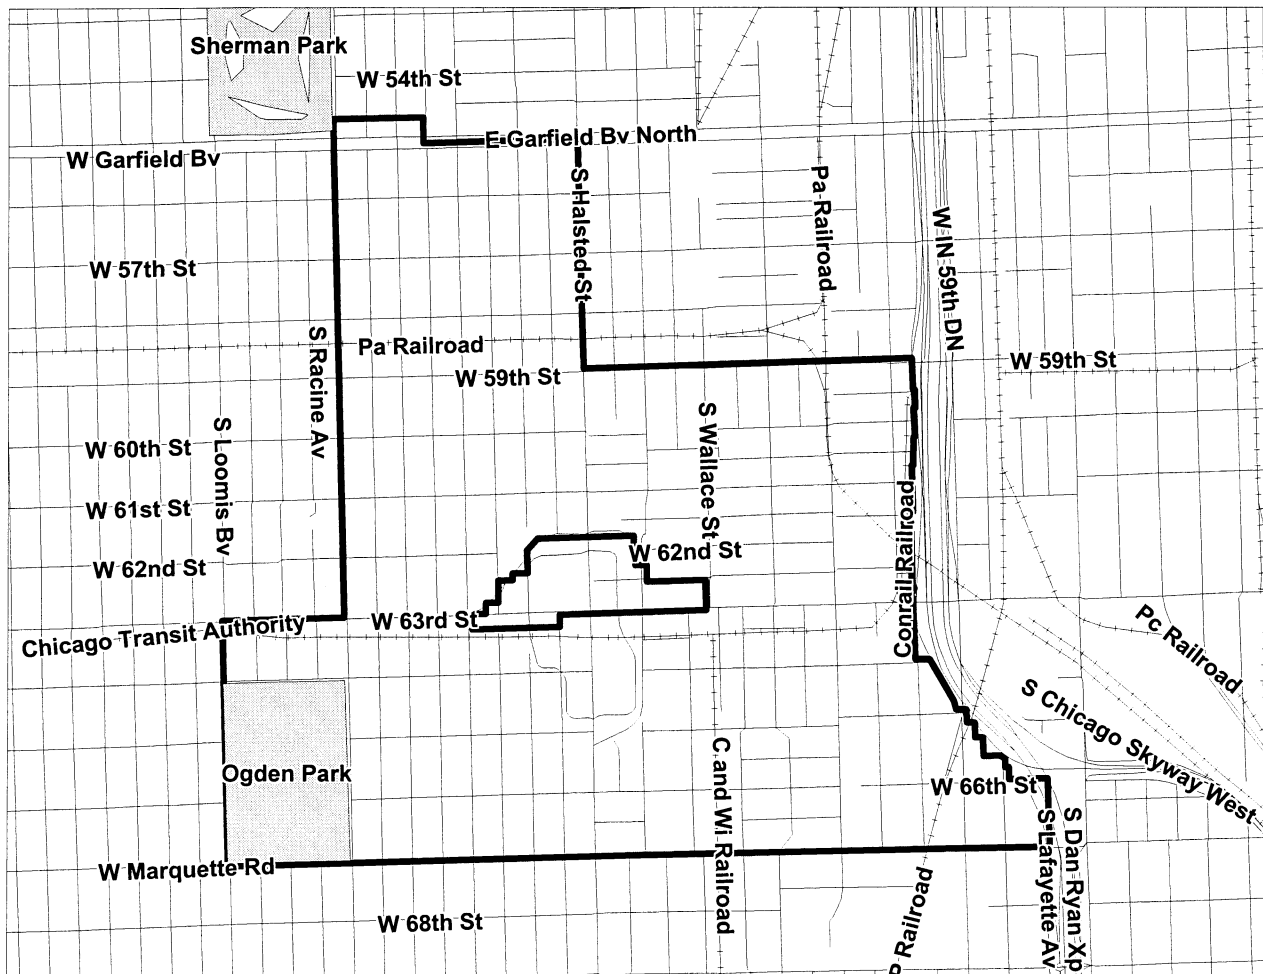 Sherman Park
W 54th St
E Garfield Bv North
W Garfield Bv
S Halsted St
Pa Railroad
W IN 59th DN
W 57th St
S Racine Av
Pa Railroad
W 59th St
W 59th St
S Loomis Bv
S Wallace St
W 60th St
W 61st St
Conrail Railroad
W 62nd St
W 62nd St
W 63rd St
Chicago Transit Authority
Pc Railroad
S Chicago Skyway West
Ogden Park
C and Wi Railroad
W 66th St
S Lafayette Av
S Dan Ryan Xp
W Marquette Rd
P Railroad
W 68th St